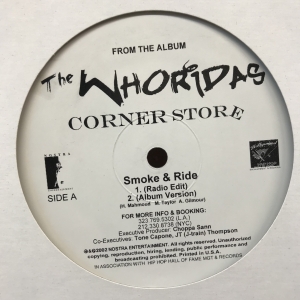 FROM THE ALBUM
The WHORIDAS
CORNER STORE
NOSTRA
SIDE A
Smoke & Ride
1. (Radio Edit)
2. (Album Version)
(H. Mahmoud M. Taylor A. Gilmour)
FOR MORE INFO & BOOKING:
323 769 5302 (L.A.)
212 330 8738 (NYC)
Executive Producer: Choppa Sann
Co-Executives: Tone Capone, JT (J-train) Thompson
℗&©2002 NOSTRA ENTERTAINMENT. All rights reserved. Unauthorized
copying, reproduction, hiring, lending, public performance and
broadcasting prohibited. Printed in USA.
IN ASSOCIATION WITH HIP HOP HALL OF FAME MGT & RECORDS